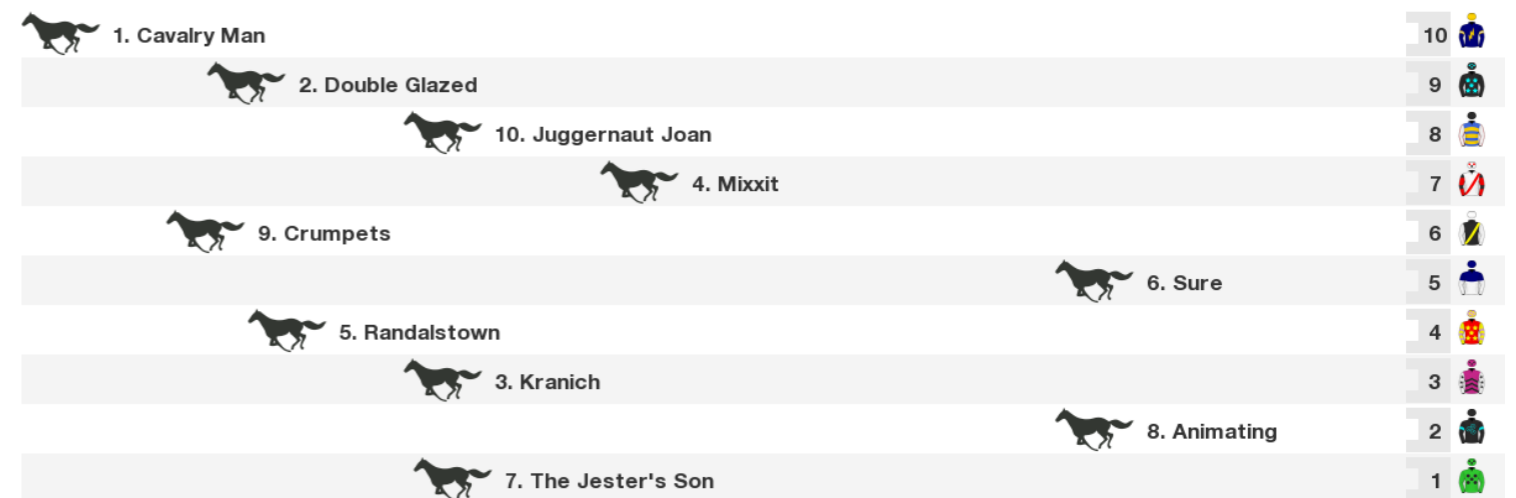 1. Cavalry Man 10
2. Double Glazed 9
10. Juggernaut Joan 8
4. Mixxit 7
9. Crumpets 6
6. Sure 5
5. Randalstown 4
3. Kranich 3
8. Animating 2
7. The Jester's Son 1